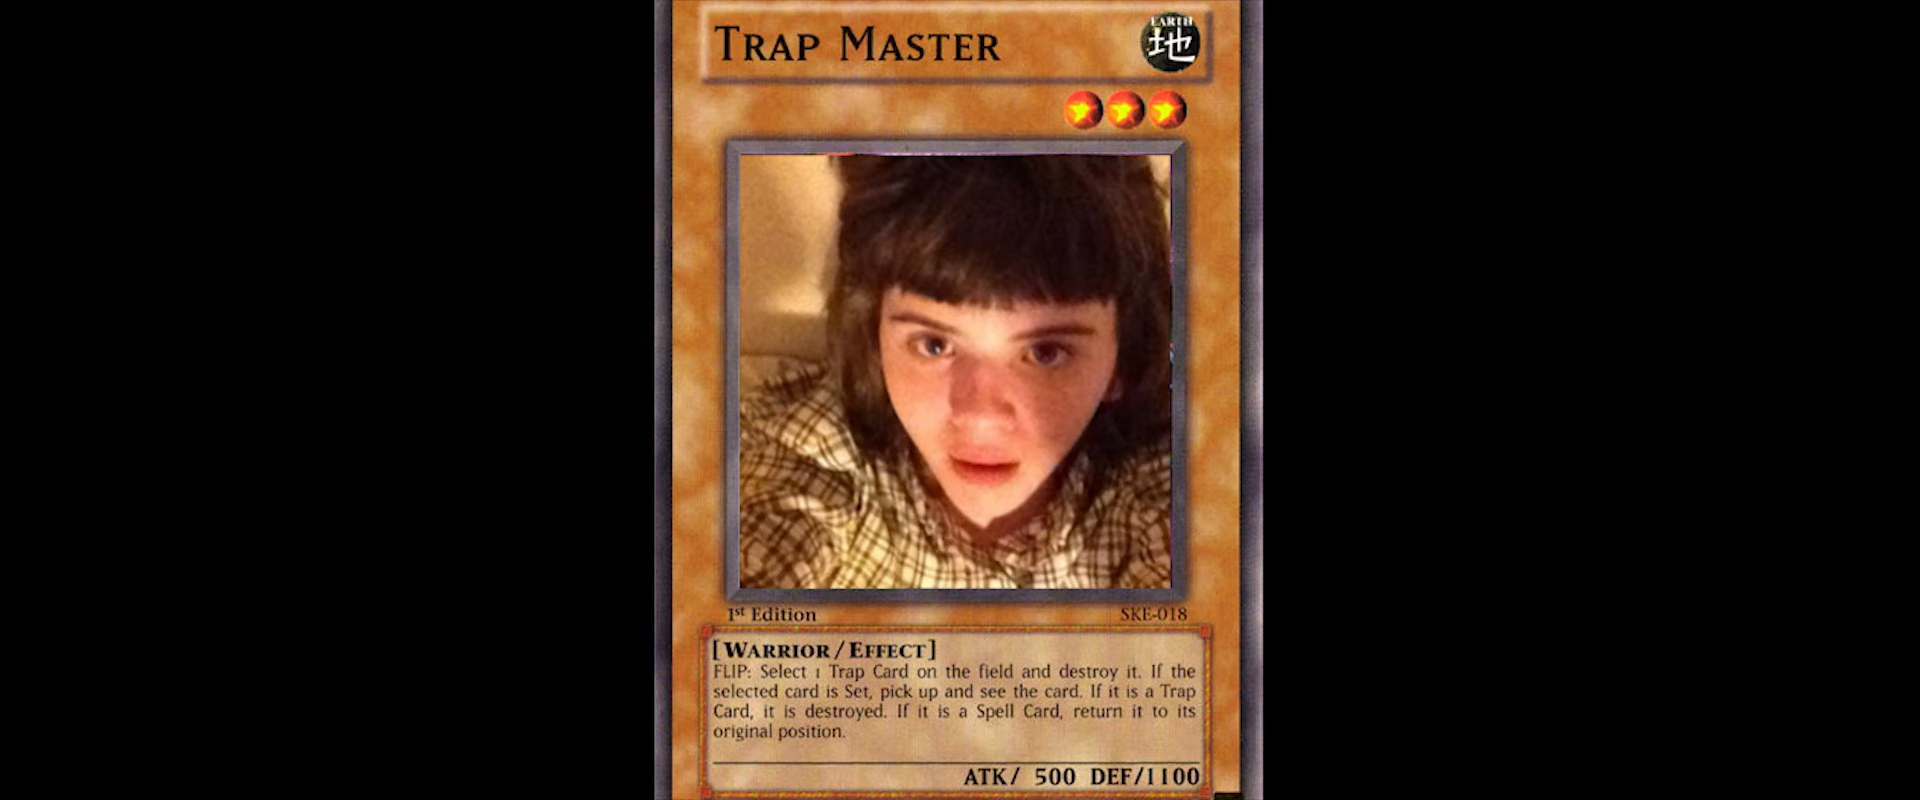 Trap Master
EARTH
地
1st Edition
SKE-018
[Warrior/Effect]
FLIP: Select 1 Trap Card on the field and destroy it. If the
selected card is Set, pick up and see the card. If it is a Trap
Card, it is destroyed. If it is a Spell Card, return it to its
original position.
ATK/ 500 DEF/1100